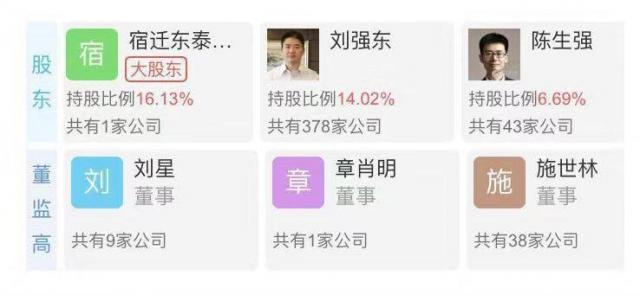 股东
宿
宿迁东泰...
大股东
持股比例16.13%
共有1家公司
刘强东
持股比例14.02%
共有378家公司
陈生强
持股比例6.69%
共有43家公司
董监高
刘
刘星
董事
共有9家公司
章
章肖明
董事
共有1家公司
施
施世林
董事
共有38家公司